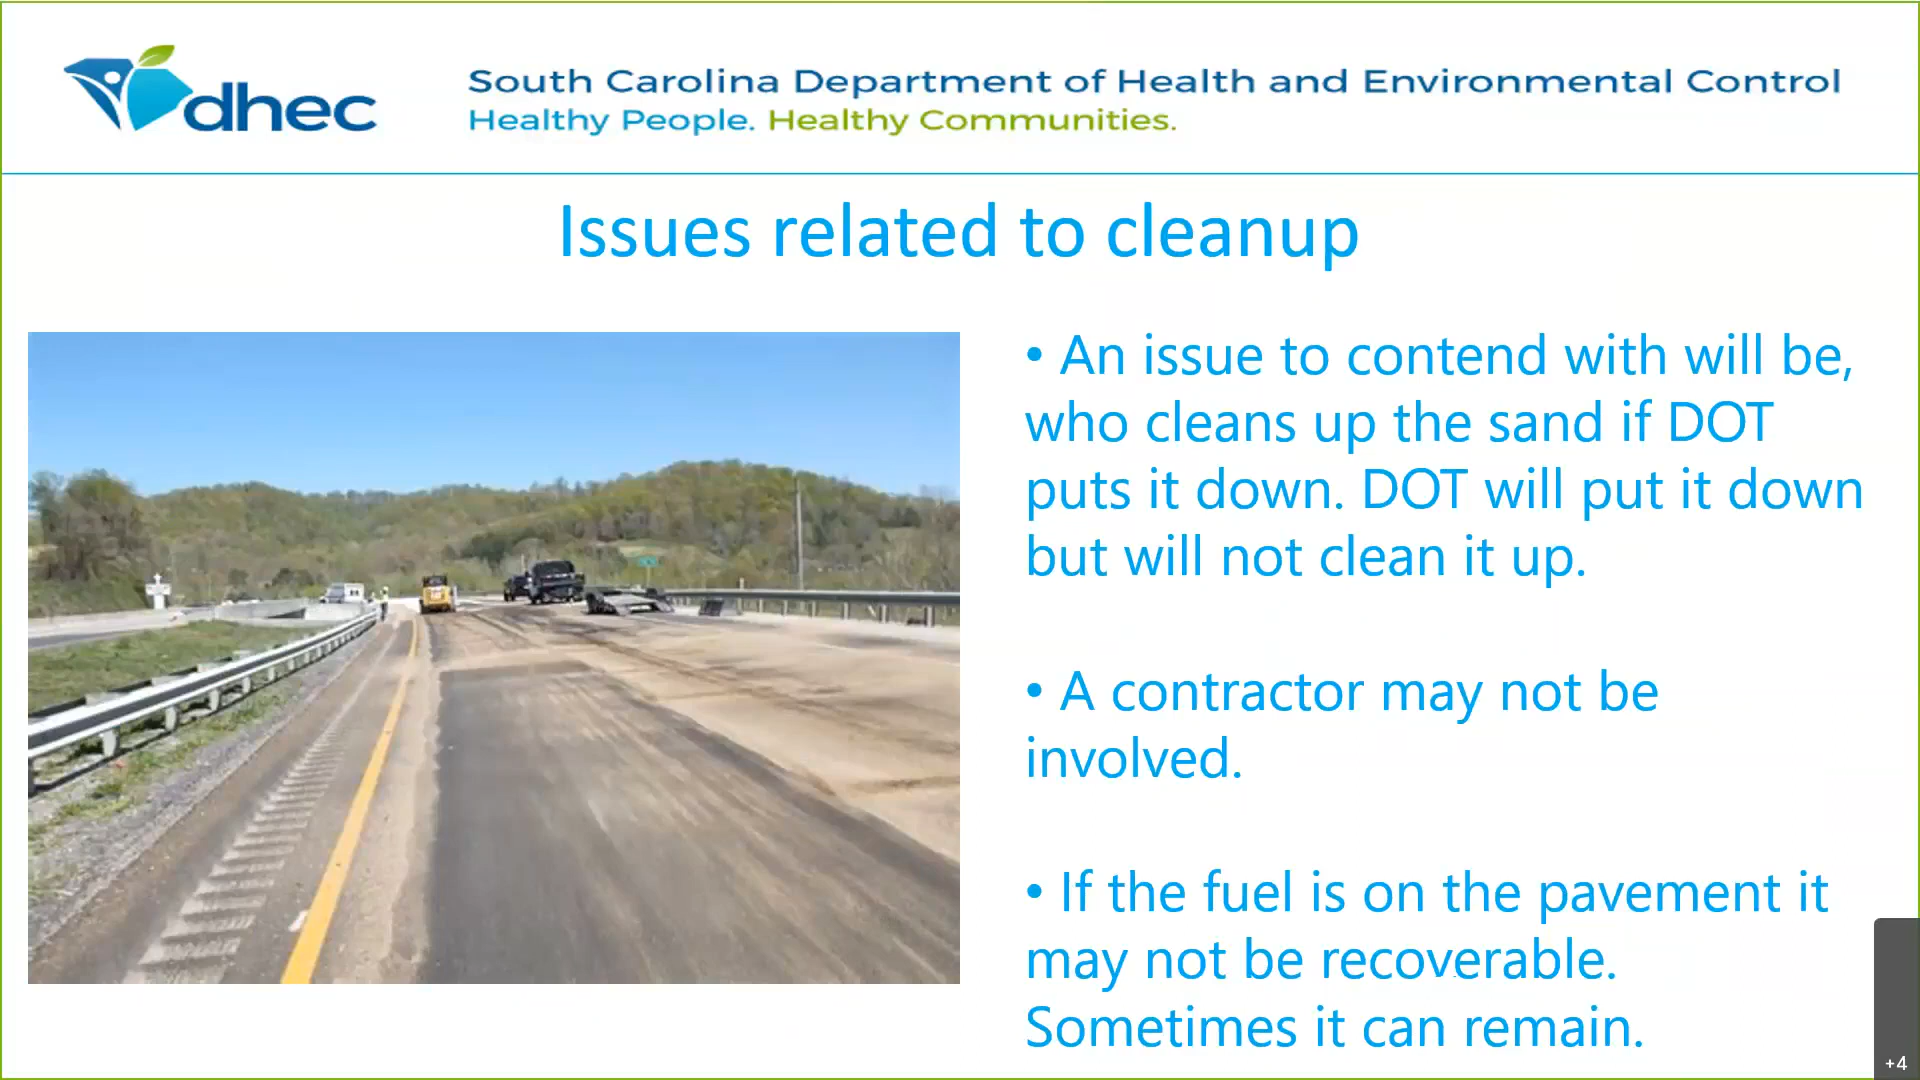 dhec
South Carolina Department of Health and Environmental Control
Healthy People. Healthy Communities.
Issues related to cleanup
• An issue to contend with will be,
who cleans up the sand if DOT
puts it down. DOT will put it down
but will not clean it up.
• A contractor may not be
involved.
• If the fuel is on the pavement it
may not be recoverable.
Sometimes it can remain.
+4